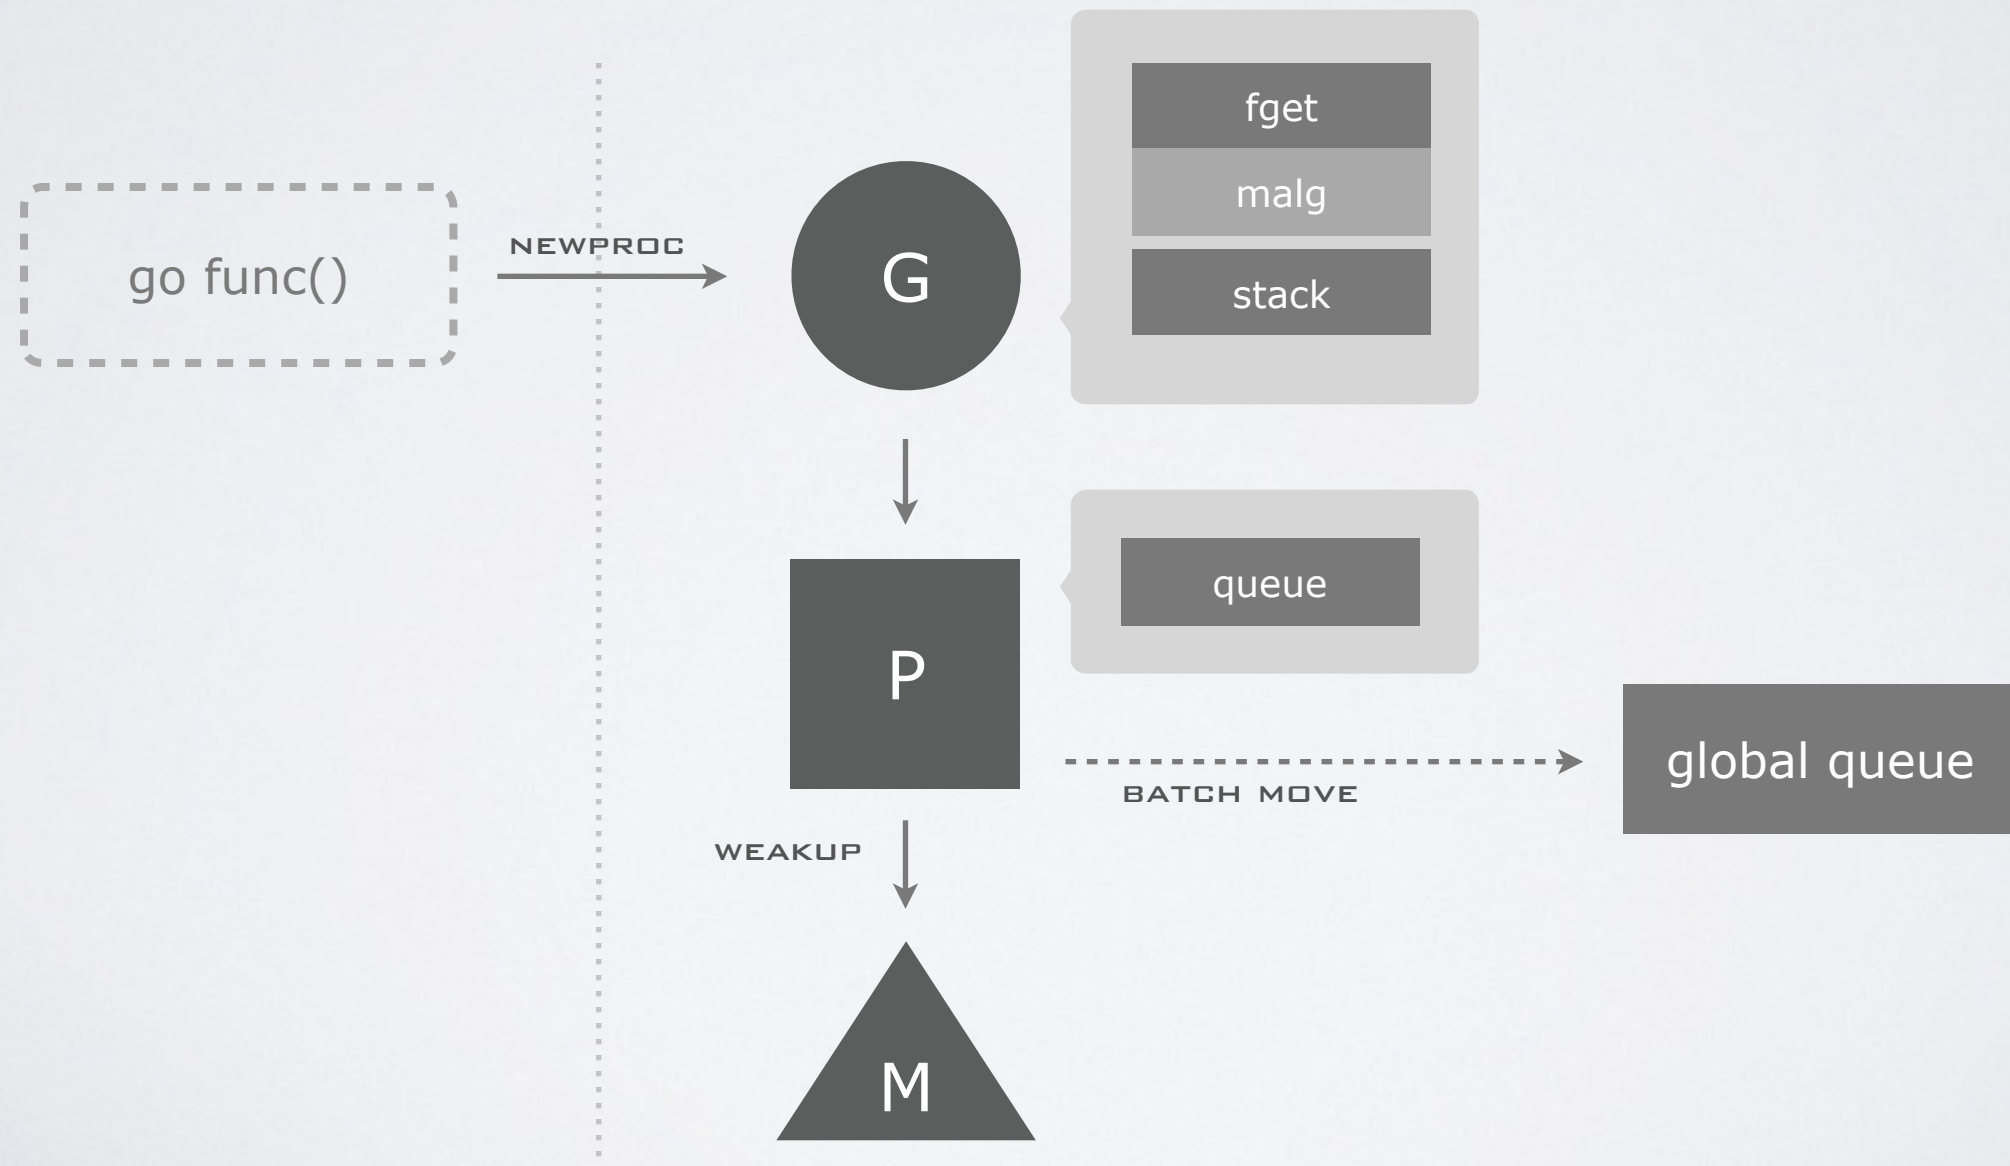 fget
malg
stack
go func()
NEWPROC
G
queue
P
global queue
BATCH MOVE
WEAKUP
M